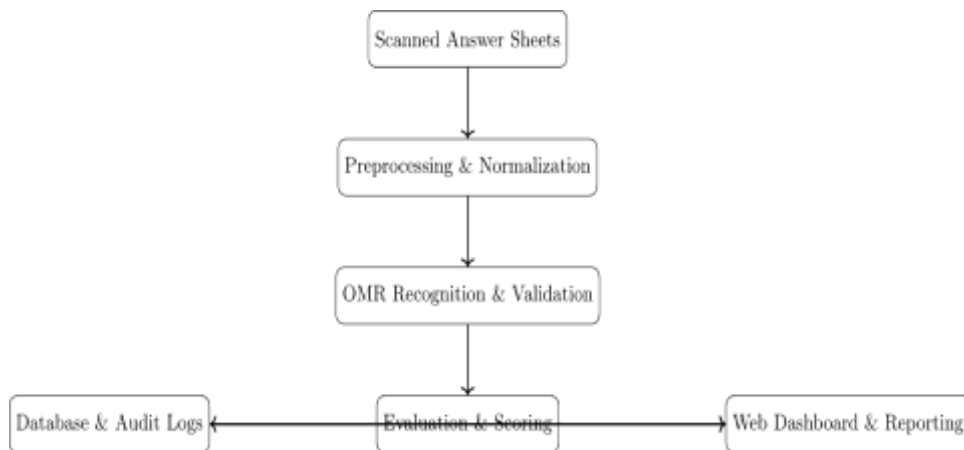 Scanned Answer Sheets
Preprocessing & Normalization
OMR Recognition & Validation
Database & Audit Logs
Evaluation & Scoring
Web Dashboard & Reporting